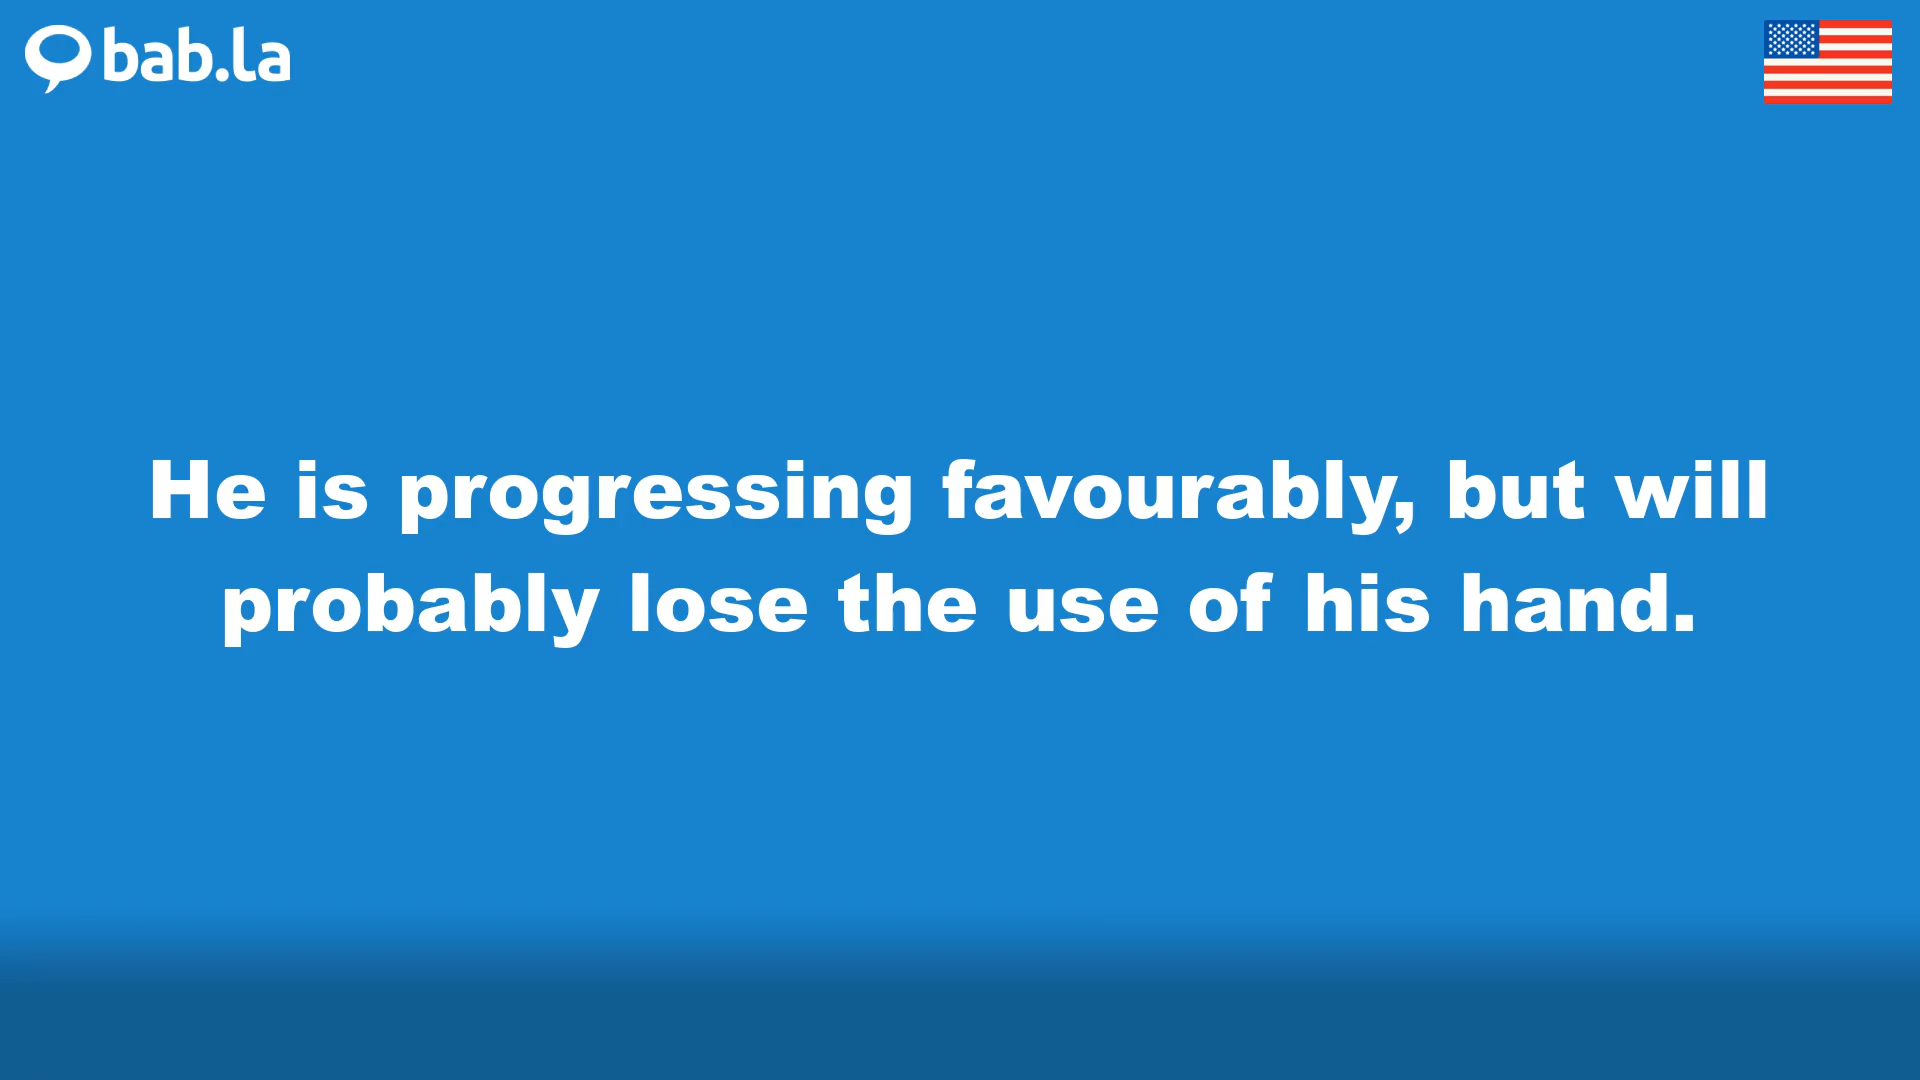 bab.la
He is progressing favourably, but will
probably lose the use of his hand.